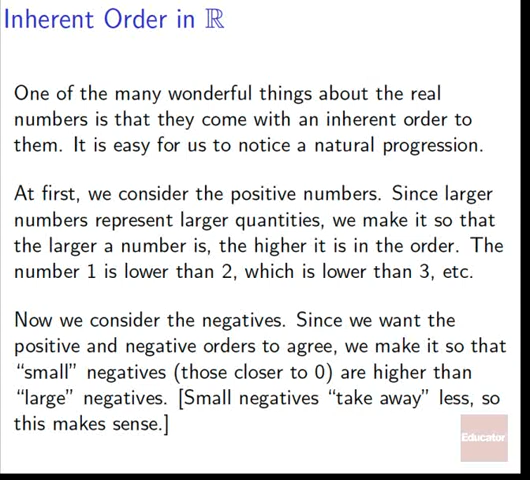 Inherent Order in ℝ
One of the many wonderful things about the real
numbers is that they come with an inherent order to
them. It is easy for us to notice a natural progression.
At first, we consider the positive numbers. Since larger
numbers represent larger quantities, we make it so that
the larger a number is, the higher it is in the order. The
number 1 is lower than 2, which is lower than 3, etc.
Now we consider the negatives. Since we want the
positive and negative orders to agree, we make it so that
“small” negatives (those closer to 0) are higher than
“large” negatives. [Small negatives “take away” less, so
this makes sense.]
Educator